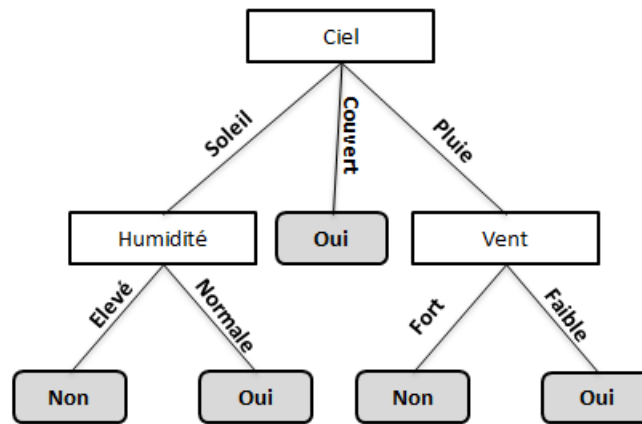 Ciel
Soleil
Couvert
Pluie
Humidité
Oui
Vent
Elevé
Normale
Fort
Faible
Non
Oui
Non
Oui